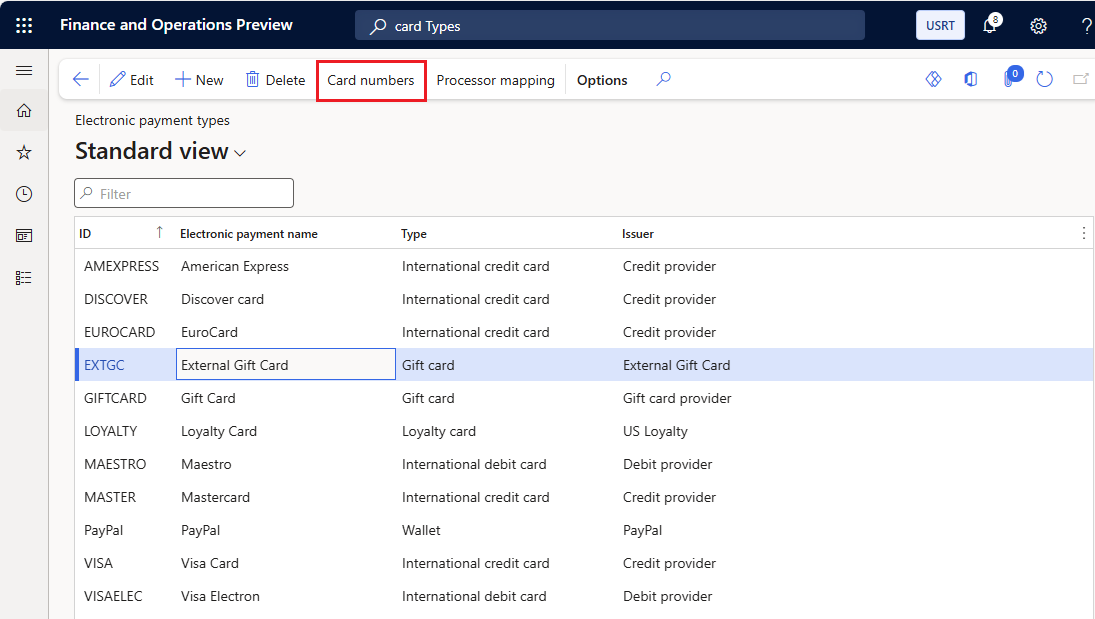 Finance and Operations Preview card Types USRT 8 ?
Edit New Delete Card numbers Processor mapping Options 0
Electronic payment types
Standard view
Filter
ID Electronic payment name Type Issuer
AMEXPRESS American Express International credit card Credit provider
DISCOVER Discover card International credit card Credit provider
EUROCARD EuroCard International credit card Credit provider
EXTGC External Gift Card Gift card External Gift Card
GIFTCARD Gift Card Gift card Gift card provider
LOYALTY Loyalty Card Loyalty card US Loyalty
MAESTRO Maestro International debit card Debit provider
MASTER Mastercard International credit card Credit provider
PayPal PayPal Wallet PayPal
VISA Visa Card International credit card Credit provider
VISAELEC Visa Electron International debit card Debit provider